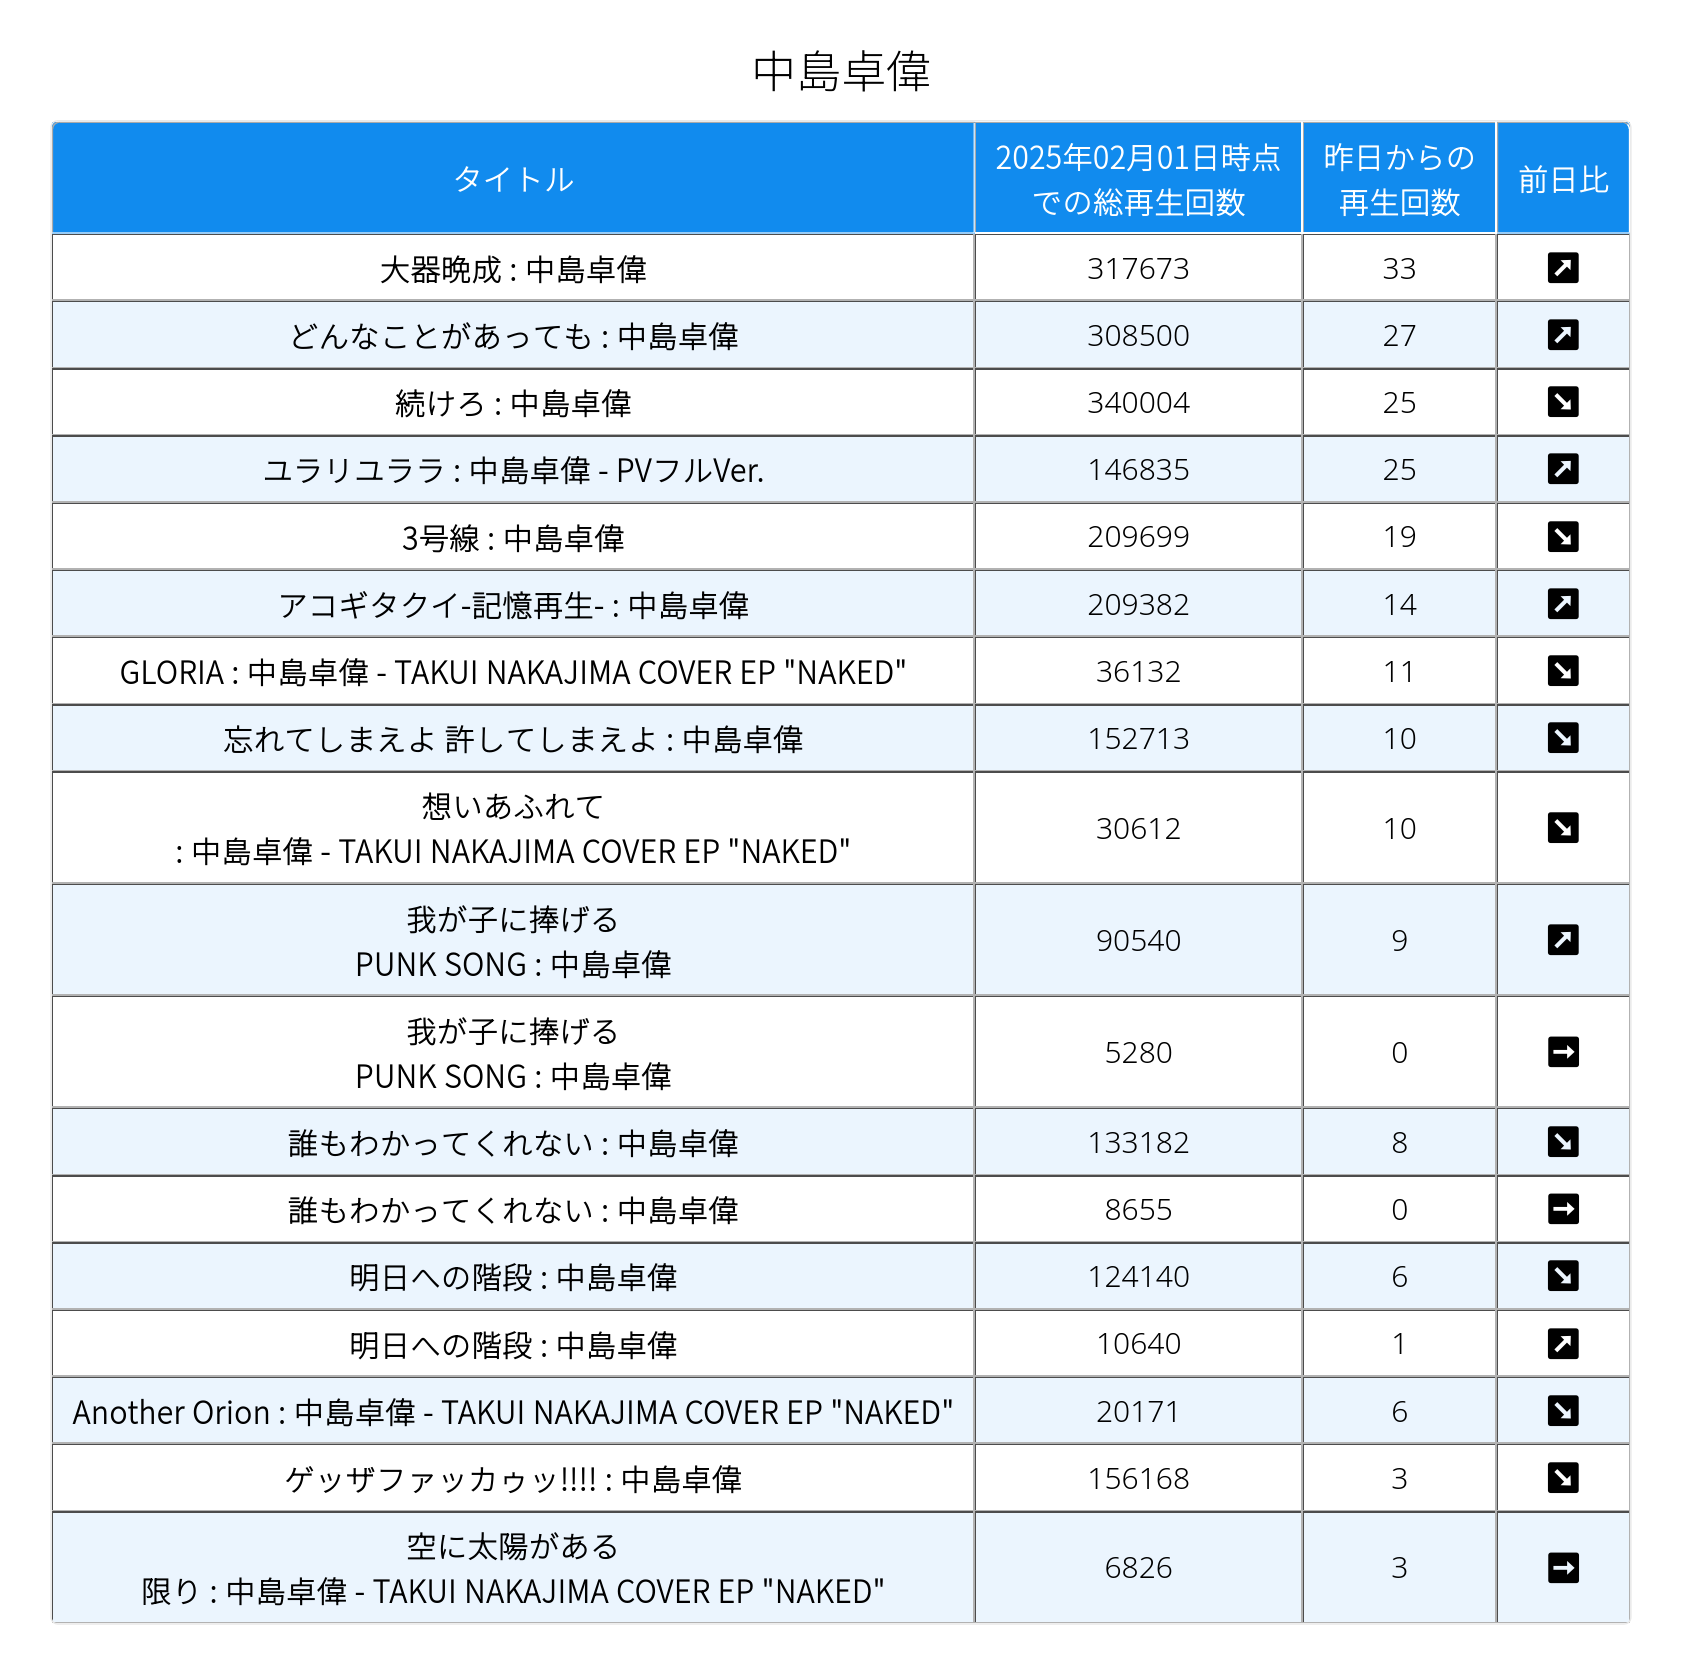 中島卓偉
タイトル
2025年02月01日時点
での総再生回数
昨日からの
再生回数
前日比
大器晩成 : 中島卓偉 317673 33
どんなことがあっても : 中島卓偉 308500 27
続けろ : 中島卓偉 340004 25
ユラリユララ : 中島卓偉 - PVフルVer. 146835 25
3号線 : 中島卓偉 209699 19
アコギタクイ-記憶再生- : 中島卓偉 209382 14
GLORIA : 中島卓偉 - TAKUI NAKAJIMA COVER EP "NAKED" 36132 11
忘れてしまえよ 許してしまえよ : 中島卓偉 152713 10
想いあふれて
: 中島卓偉 - TAKUI NAKAJIMA COVER EP "NAKED" 30612 10
我が子に捧げる
PUNK SONG : 中島卓偉 90540 9
我が子に捧げる
PUNK SONG : 中島卓偉 5280 0
誰もわかってくれない : 中島卓偉 133182 8
誰もわかってくれない : 中島卓偉 8655 0
明日への階段 : 中島卓偉 124140 6
明日への階段 : 中島卓偉 10640 1
Another Orion : 中島卓偉 - TAKUI NAKAJIMA COVER EP "NAKED" 20171 6
ゲッザファッカゥッ!!!! : 中島卓偉 156168 3
空に太陽がある
限り : 中島卓偉 - TAKUI NAKAJIMA COVER EP "NAKED" 6826 3